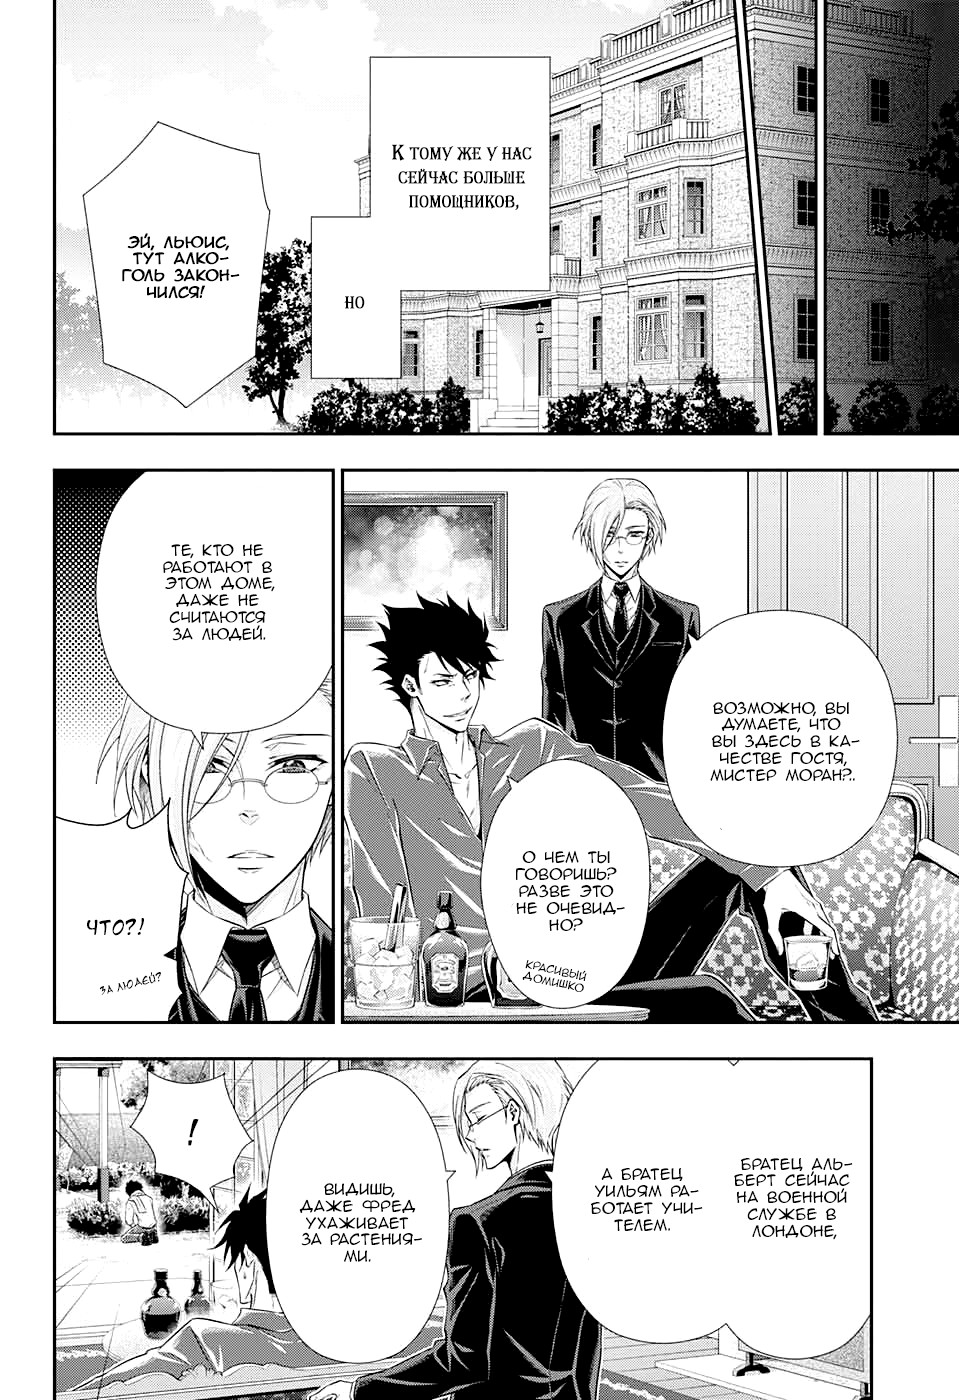 К ТОМУ ЖЕ У НАС
СЕЙЧАС БОЛЬШЕ
ПОМОЩНИКОВ,
НО
ЭЙ, ЛЬЮИС,
ТУТ АЛКО-
ГОЛЬ ЗАКОН-
ЧИЛСЯ!
ВОЗМОЖНО, ВЫ
ДУМАЕТЕ, ЧТО
ВЫ ЗДЕСЬ В КА-
ЧЕСТВЕ ГОСТЯ,
МИСТЕР МОРАН?.
О ЧЕМ ТЫ
ГОВОРИШЬ?
РАЗВЕ ЭТО
НЕ ОЧЕВИД-
НО?
КРАСИВЫЙ
ДОМИШКО
ТЕ, КТО НЕ
РАБОТАЮТ В
ЭТОМ ДОМЕ,
ДАЖЕ НЕ
СЧИТАЮТСЯ
ЗА ЛЮДЕЙ.
ЧТО?!
ЗА ЛЮДЕЙ?
БРАТЕЦ АЛЬ-
БЕРТ СЕЙЧАС
НА ВОЕННОЙ
СЛУЖБЕ В
ЛОНДОНЕ,
А БРАТЕЦ
УИЛЬЯМ РА-
БОТАЕТ УЧИ-
ТЕЛЕМ.
ВИДИШЬ,
ДАЖЕ ФРЕД
УХАЖИВАЕТ
ЗА РАСТЕНИЯ-
МИ.
!